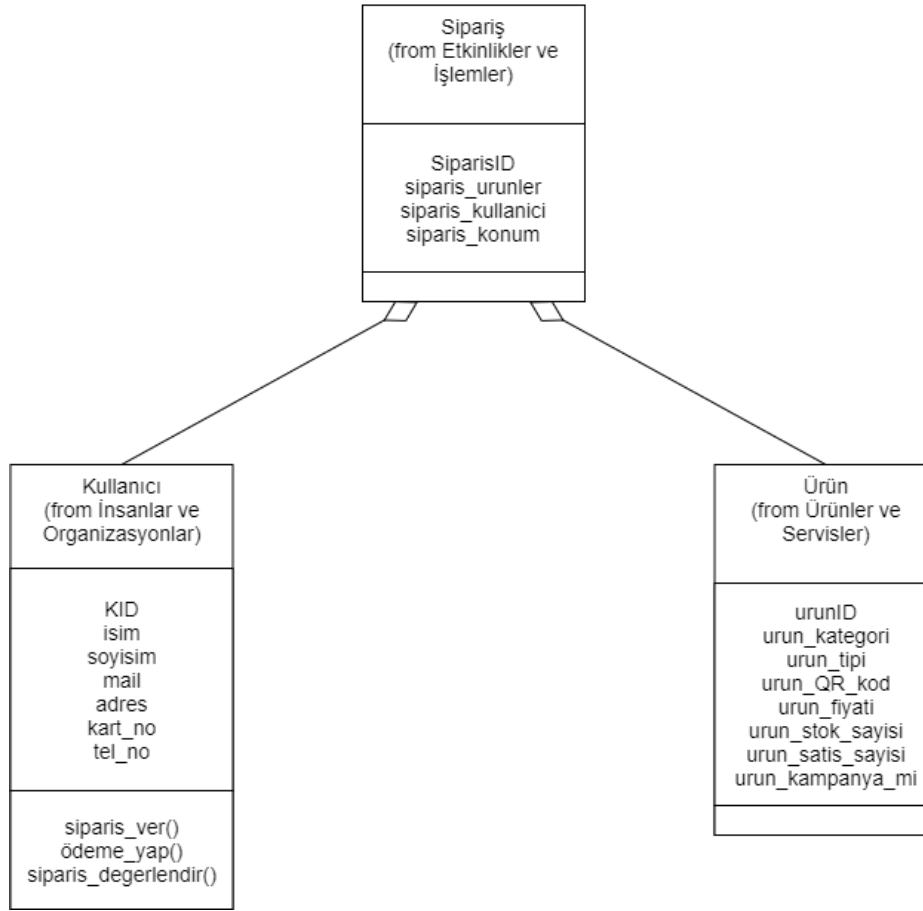 Sipariş
(from Etkinlikler ve
İşlemler)
SiparisID
siparis_urunler
siparis_kullanici
siparis_konum
Kullanıcı
(from İnsanlar ve
Organizasyonlar)
KID
isim
soyisim
mail
adres
kart_no
tel_no
siparis_ver()
ödeme_yap()
siparis_degerlendir()
Ürün
(from Ürünler ve
Servisler)
urunID
urun_kategori
urun_tipi
urun_QR_kod
urun_fiyati
urun_stok_sayisi
urun_satis_sayisi
urun_kampanya_mi